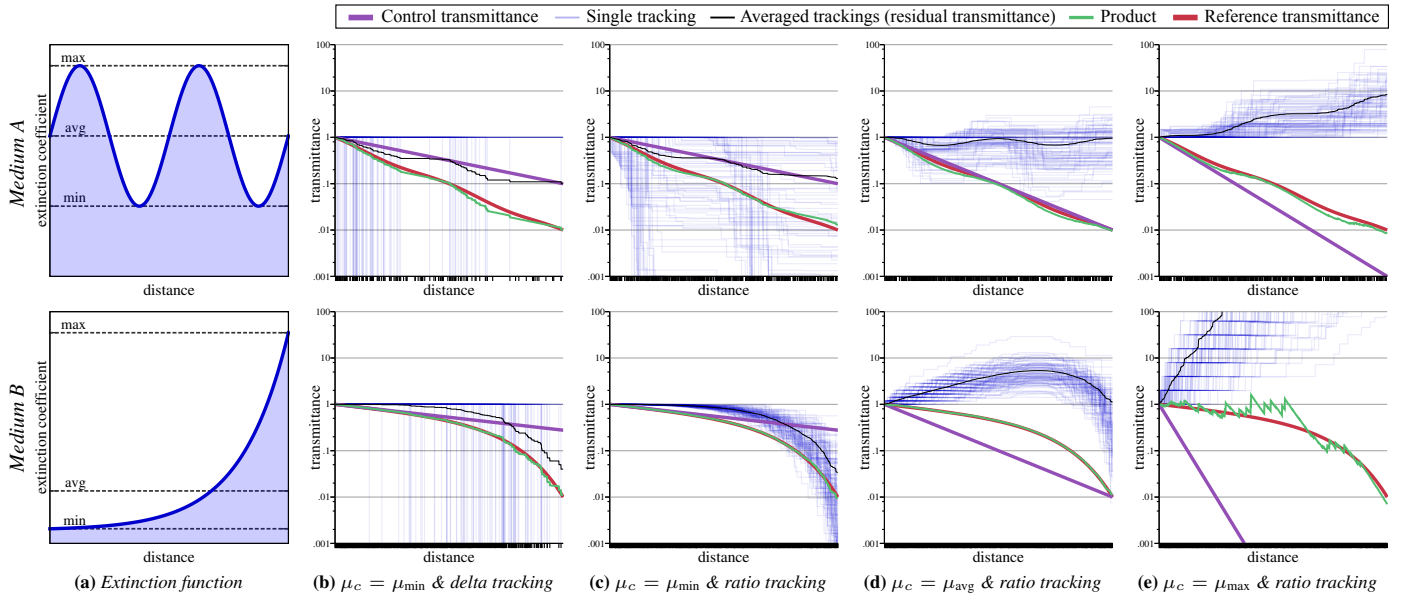 Control transmittance Single tracking Averaged trackings (residual transmittance) Product Reference transmittance
Medium A
extinction coefficient
max
avg
min
distance
transmittance
100
10
1
.1
.01
.001
distance
transmittance
100
10
1
.1
.01
.001
distance
transmittance
100
10
1
.1
.01
.001
distance
transmittance
100
10
1
.1
.01
.001
distance
Medium B
extinction coefficient
max
avg
min
distance
transmittance
100
10
1
.1
.01
.001
distance
transmittance
100
10
1
.1
.01
.001
distance
transmittance
100
10
1
.1
.01
.001
distance
transmittance
100
10
1
.1
.01
.001
distance
(a) Extinction function
(b) μc = μmin & delta tracking
(c) μc = μmin & ratio tracking
(d) μc = μavg & ratio tracking
(e) μc = μmax & ratio tracking